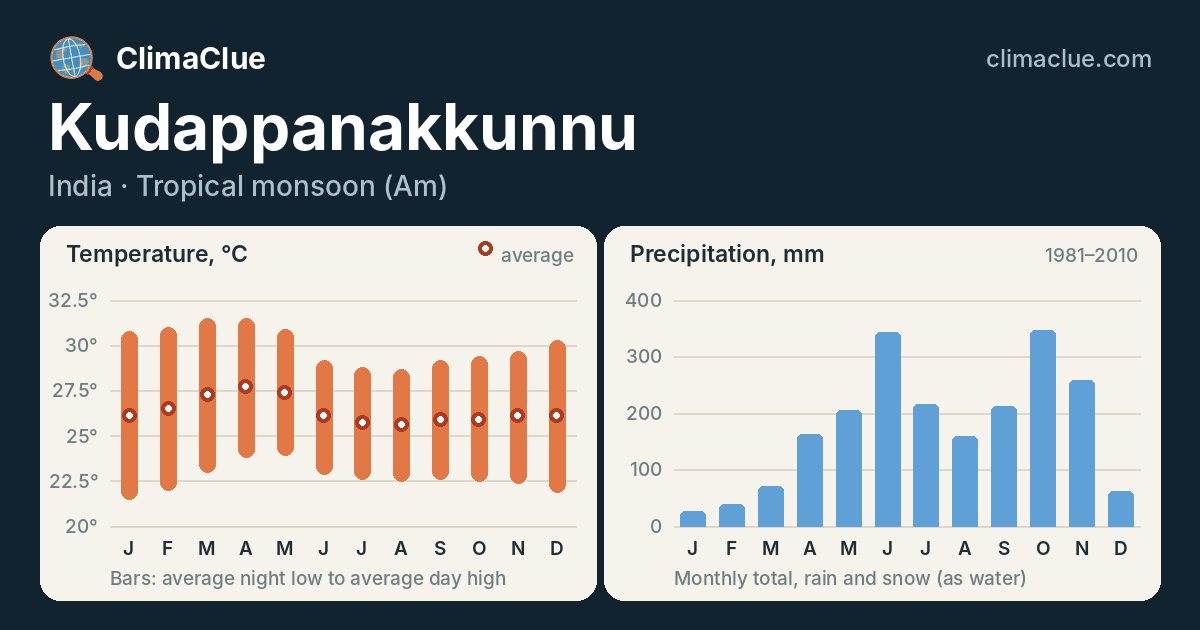 ClimaClue
climaclue.com
Kudappanakkunnu
India · Tropical monsoon (Am)
Temperature, °C
average
32.5°
30°
27.5°
25°
22.5°
20°
J F M A M J J A S O N D
Bars: average night low to average day high
Precipitation, mm
1981–2010
400
300
200
100
0
J F M A M J J A S O N D
Monthly total, rain and snow (as water)